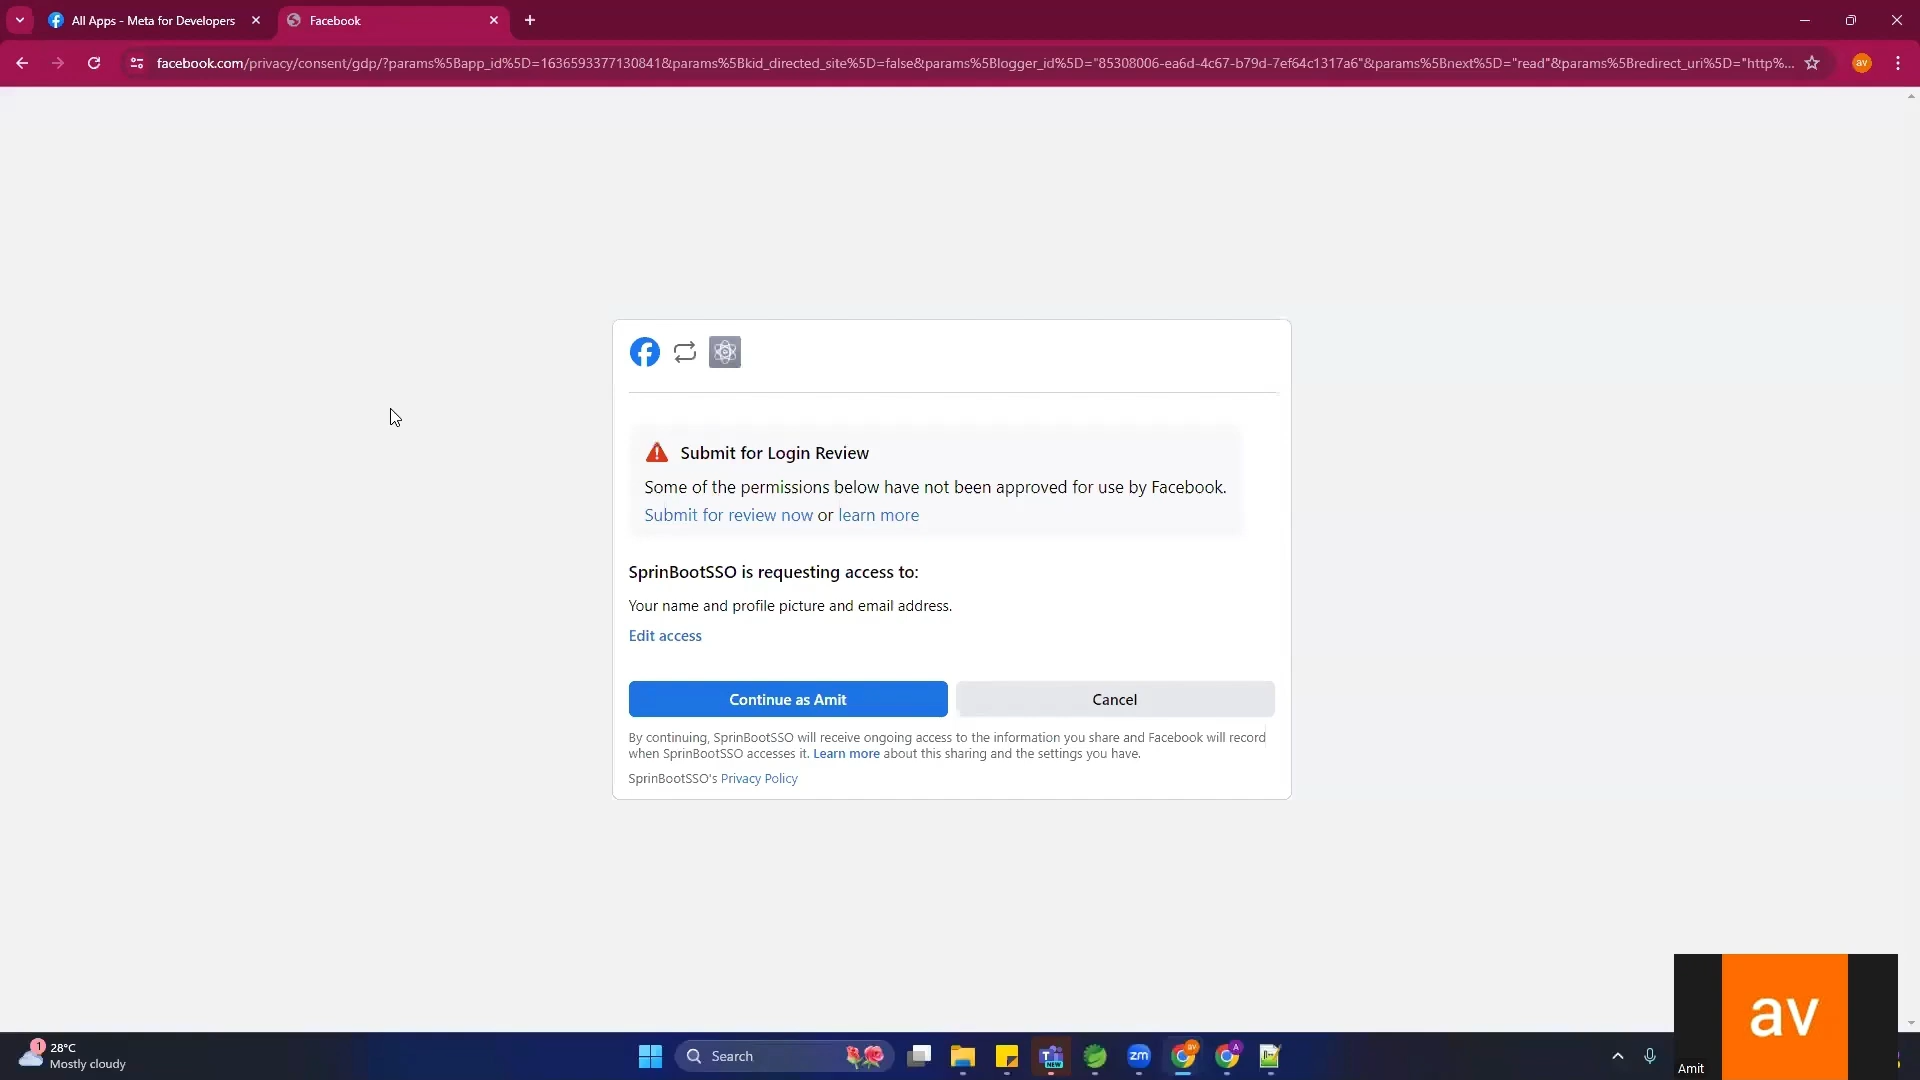 All Apps - Meta for Developers
Facebook
facebook.com/privacy/consent/gdp/?params%5Bapp_id%5D=1636593377130841&params%5Bkid_directed_site%5D=false&params%5Blogger_id%5D="85308006-ea6d-4c67-b79d-7ef64c1317a6"&params%5Bnext%5D="read"&params%5Bredirect_uri%5D="http%...
av
Submit for Login Review
Some of the permissions below have not been approved for use by Facebook.
Submit for review now or learn more
SprinBootSSO is requesting access to:
Your name and profile picture and email address.
Edit access
Continue as Amit
Cancel
By continuing, SprinBootSSO will receive ongoing access to the information you share and Facebook will record
when SprinBootSSO accesses it. Learn more about this sharing and the settings you have.
SprinBootSSO's Privacy Policy
av
Amit
1
28°C
Mostly cloudy
Search
T
NEW
zm
av
A